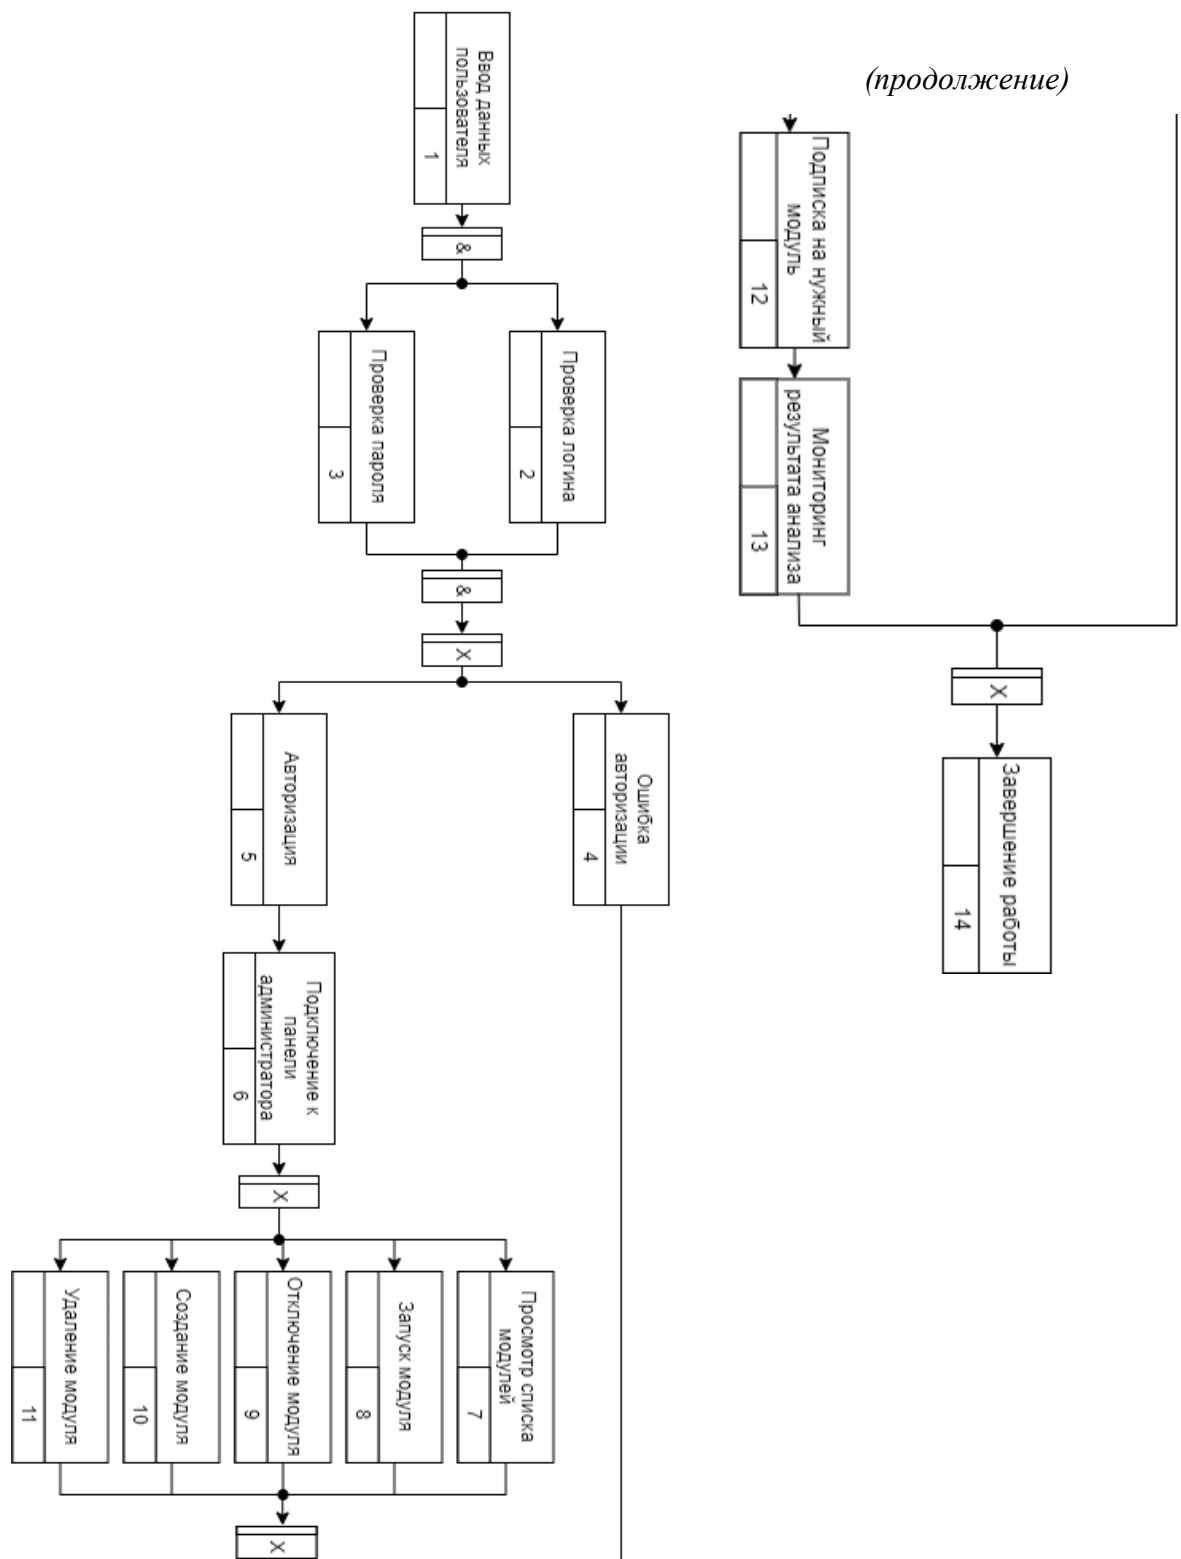 Ввод данных
пользователя
1
&
Проверка логина
2
Проверка пароля
3
&
X
Ошибка
авторизации
4
Авторизация
5
Подключение к
панели
администратора
6
X
Просмотр списка
модулей
7
Запуск модуля
8
Отключение модуля
9
Создание модуля
10
Удаление модуля
11
X
(продолжение)
Подписка на нужный
модуль
12
Мониторинг
результата анализа
13
X
Завершение работы
14